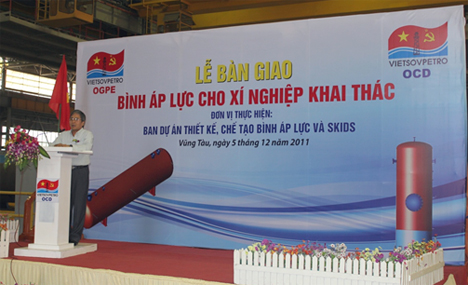 VIETSOVPETRO
OGPE
VIETSOVPETRO
OCD
LỄ BÀN GIAO
BÌNH ÁP LỰC CHO XÍ NGHIỆP KHAI THÁC
ĐƠN VỊ THỰC HIỆN:
BAN DỰ ÁN THIẾT KẾ, CHẾ TẠO BÌNH ÁP LỰC VÀ SKIDS
Vũng Tàu, ngày 5 tháng 12 năm 2011
OCD